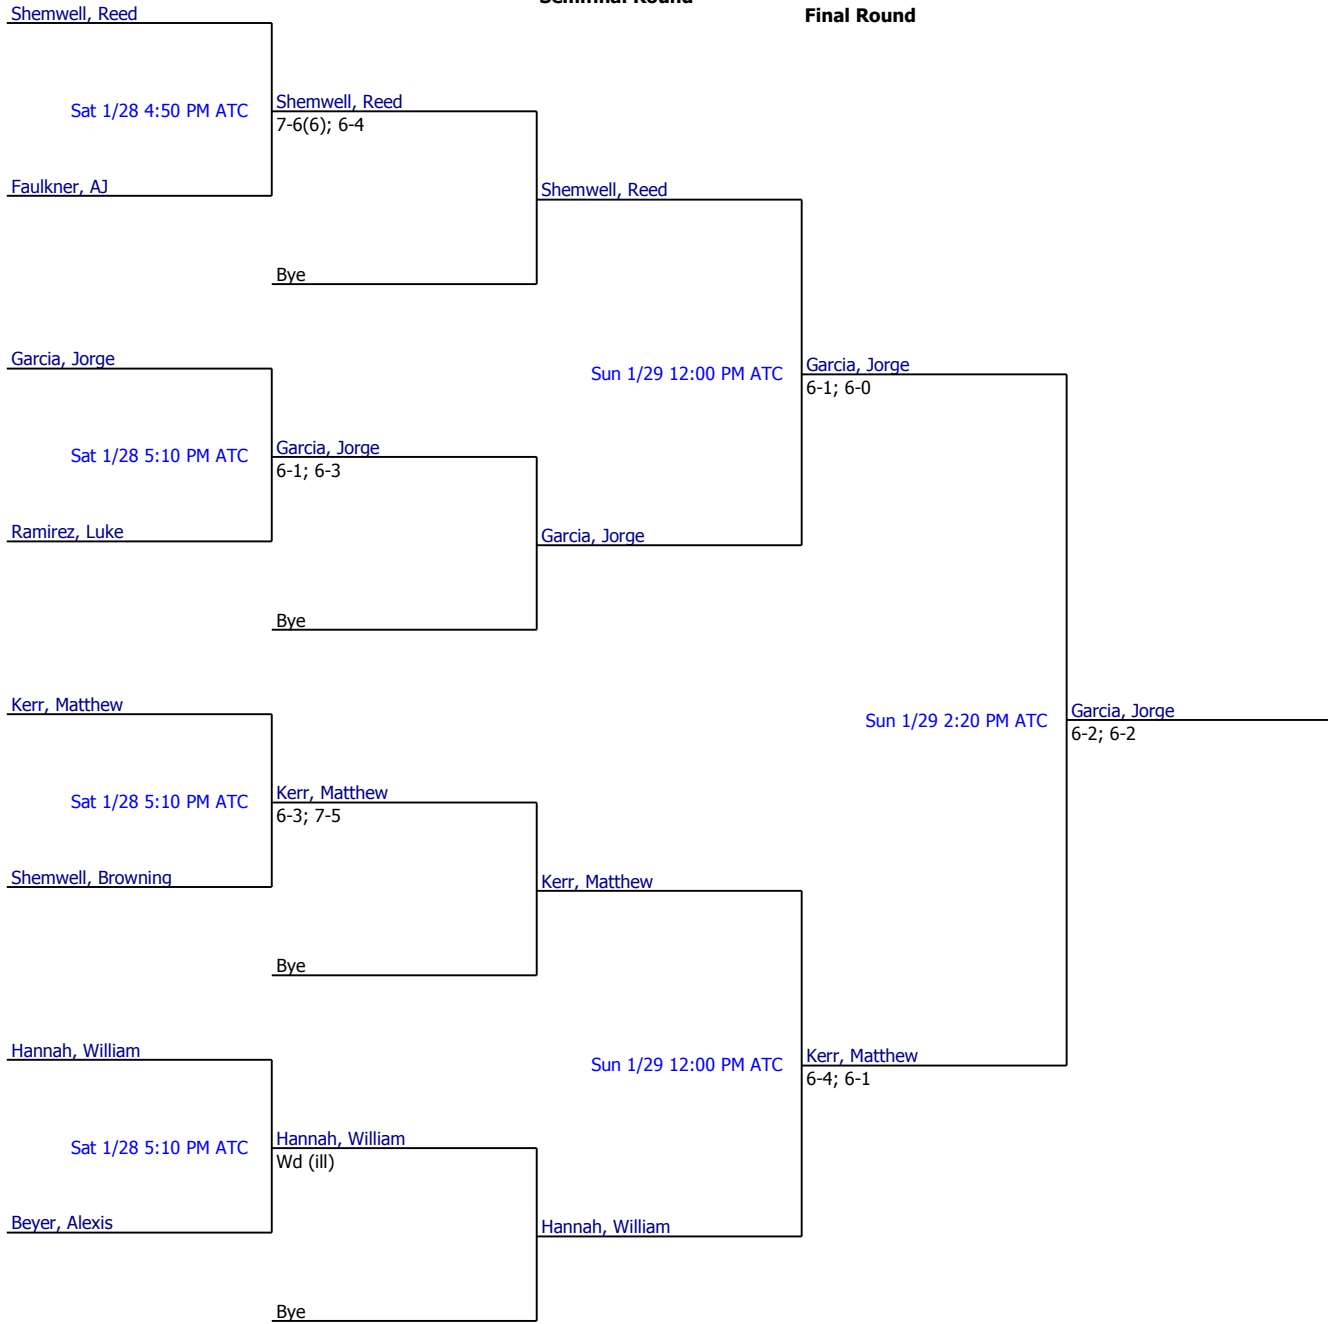 Semifinal Round
Final Round
Shemwell, Reed
Sat 1/28 4:50 PM ATC
Shemwell, Reed
7-6(6); 6-4
Faulkner, AJ
Shemwell, Reed
Bye
Garcia, Jorge
Sun 1/29 12:00 PM ATC
Garcia, Jorge
6-1; 6-0
Sat 1/28 5:10 PM ATC
Garcia, Jorge
6-1; 6-3
Ramirez, Luke
Garcia, Jorge
Bye
Kerr, Matthew
Sun 1/29 2:20 PM ATC
Garcia, Jorge
6-2; 6-2
Sat 1/28 5:10 PM ATC
Kerr, Matthew
6-3; 7-5
Shemwell, Browning
Kerr, Matthew
Bye
Hannah, William
Sun 1/29 12:00 PM ATC
Kerr, Matthew
6-4; 6-1
Sat 1/28 5:10 PM ATC
Hannah, William
Wd (ill)
Beyer, Alexis
Hannah, William
Bye